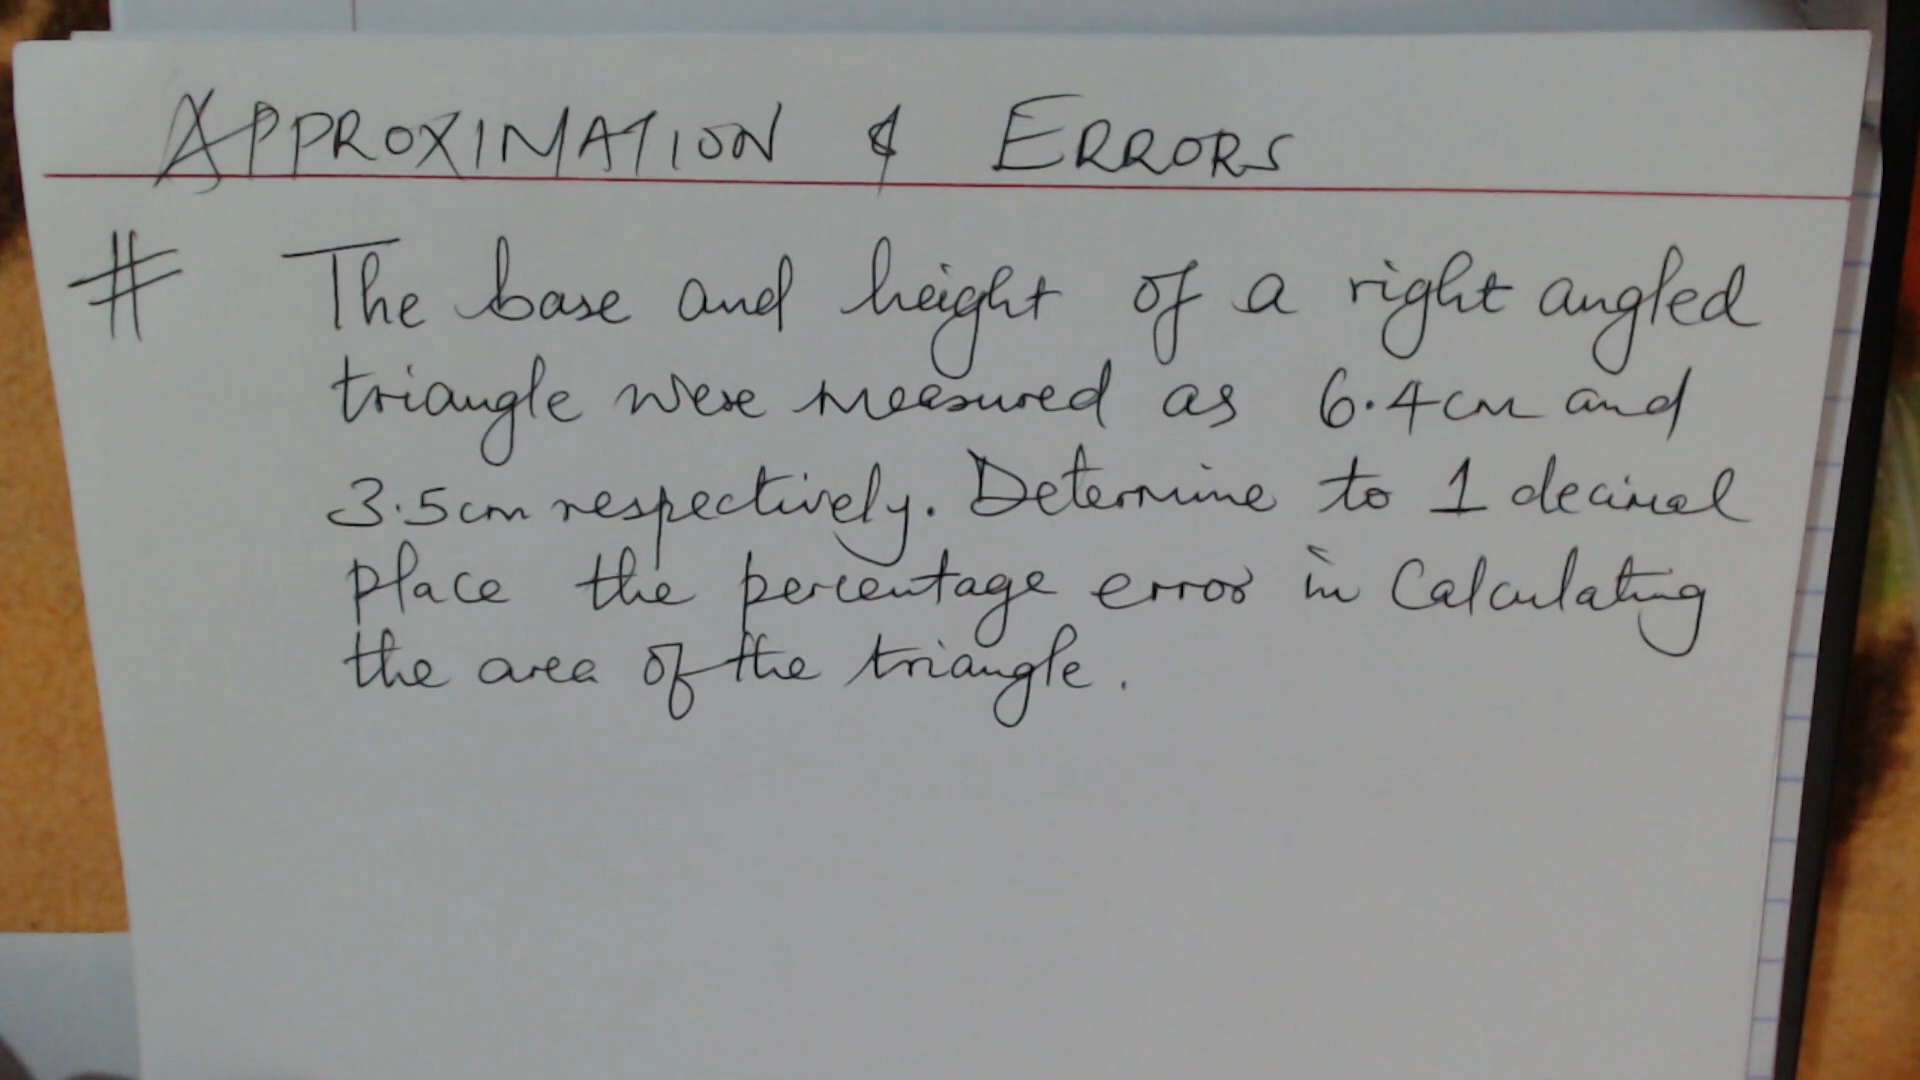 APPROXIMATION & ERRORS
# The base and height of a right angled
triangle were measured as 6.4cm and
3.5cm respectively. Determine to 1 decimal
place the percentage error in Calculating
the area of the triangle.